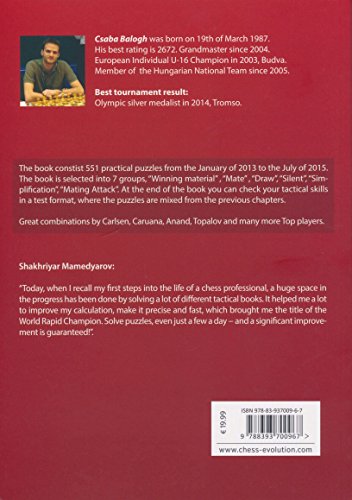 Csaba Balogh was born on 19th of March 1987.
His best rating is 2672. Grandmaster since 2004.
European Individual U-16 Champion in 2003, Budva.
Member of the Hungarian National Team since 2005.
Best tournament result:
Olympic silver medalist in 2014, Tromso.
The book constist 551 practical puzzles from the January of 2013 to the July of 2015.
The book is selected into 7 groups, "Winning material" , "Mate" , "Draw", "Silent", "Sim-
plification", "Mating Attack". At the end of the book you can check your tactical skills
in a test format, where the puzzles are mixed from the previous chapters.
Great combinations by Carlsen, Caruana, Anand, Topalov and many more Top players.
Shakhriyar Mamedyarov:
"Today, when I recall my first steps into the life of a chess professional, a huge space in
the progress has been done by solving a lot of different tactical books. It helped me a lot
to improve my calculation, make it precise and fast, which brought me the title of the
World Rapid Champion. Solve puzzles, even just a few a day – and a significant improve-
ment is guaranteed!".
ISBN 978-83-937009-6-7
€ 19.99
9 788393 700967 >
www.chess-evolution.com